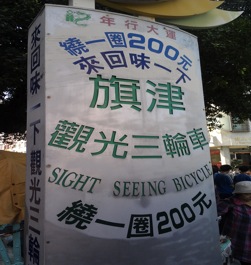 年行大運
繞一圈200元
來回味一下
旗津
觀光三輪車
SIGHT SEEING BICYCLE
繞一圈200元
來回味一下觀光三輪